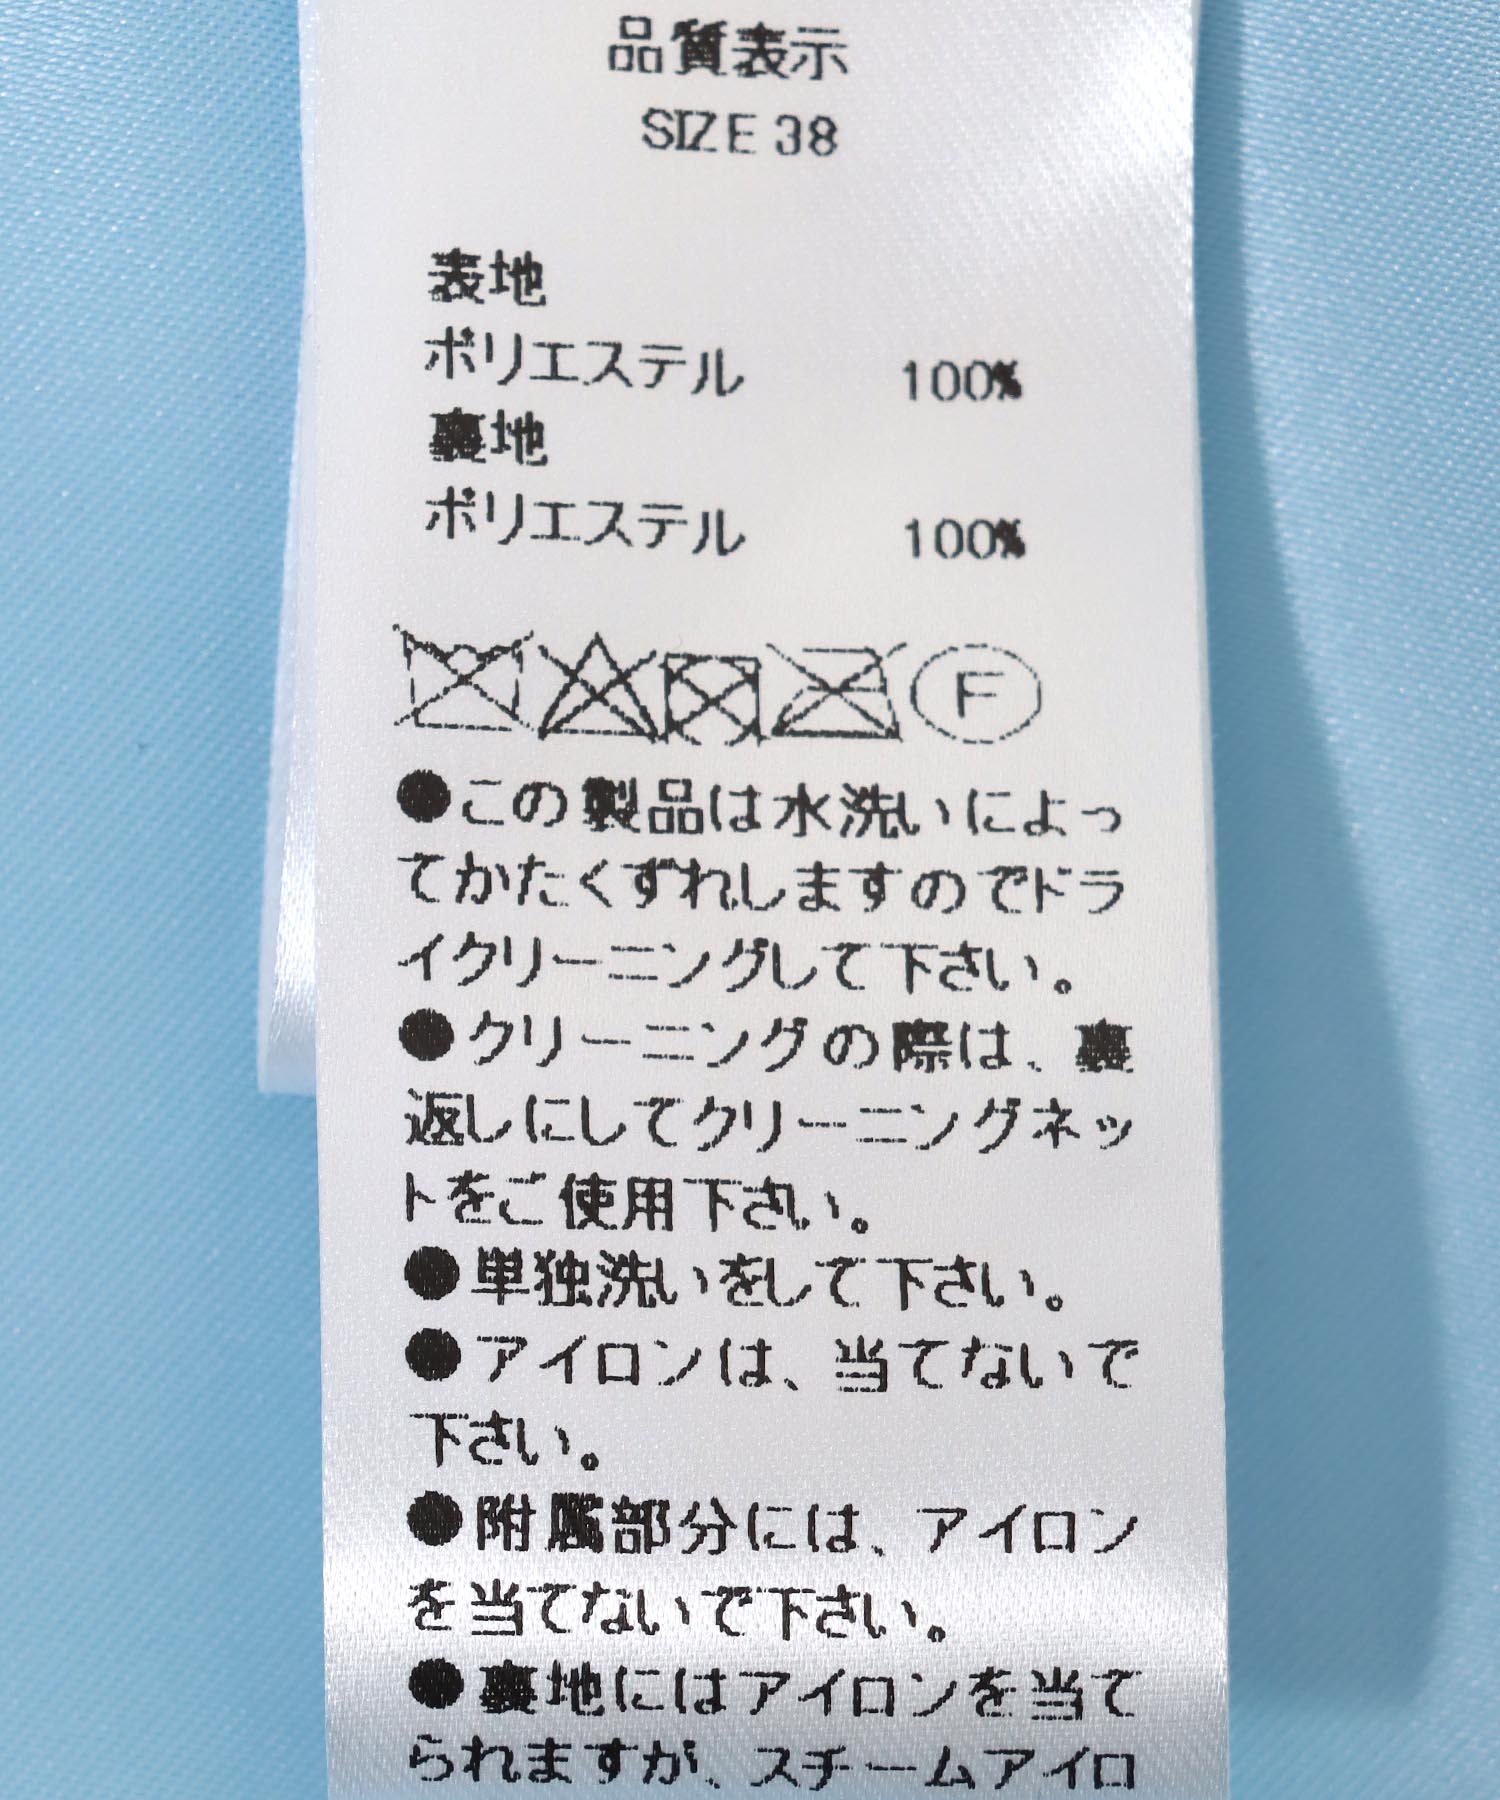 品質表示
SIZE 38
表地
ポリエステル 100%
裏地
ポリエステル 100%
F
●この製品は水洗いによっ
てかたくずれしますのでドラ
イクリーニングして下さい。
●クリーニングの際は、裏
返しにしてクリーニングネッ
トをご使用下さい。
●単独洗いをして下さい。
●アイロンは、当てないで
下さい。
●附属部分には、アイロン
を当てないで下さい。
●裏地にはアイロンを当て
られますが、スチームアイロ